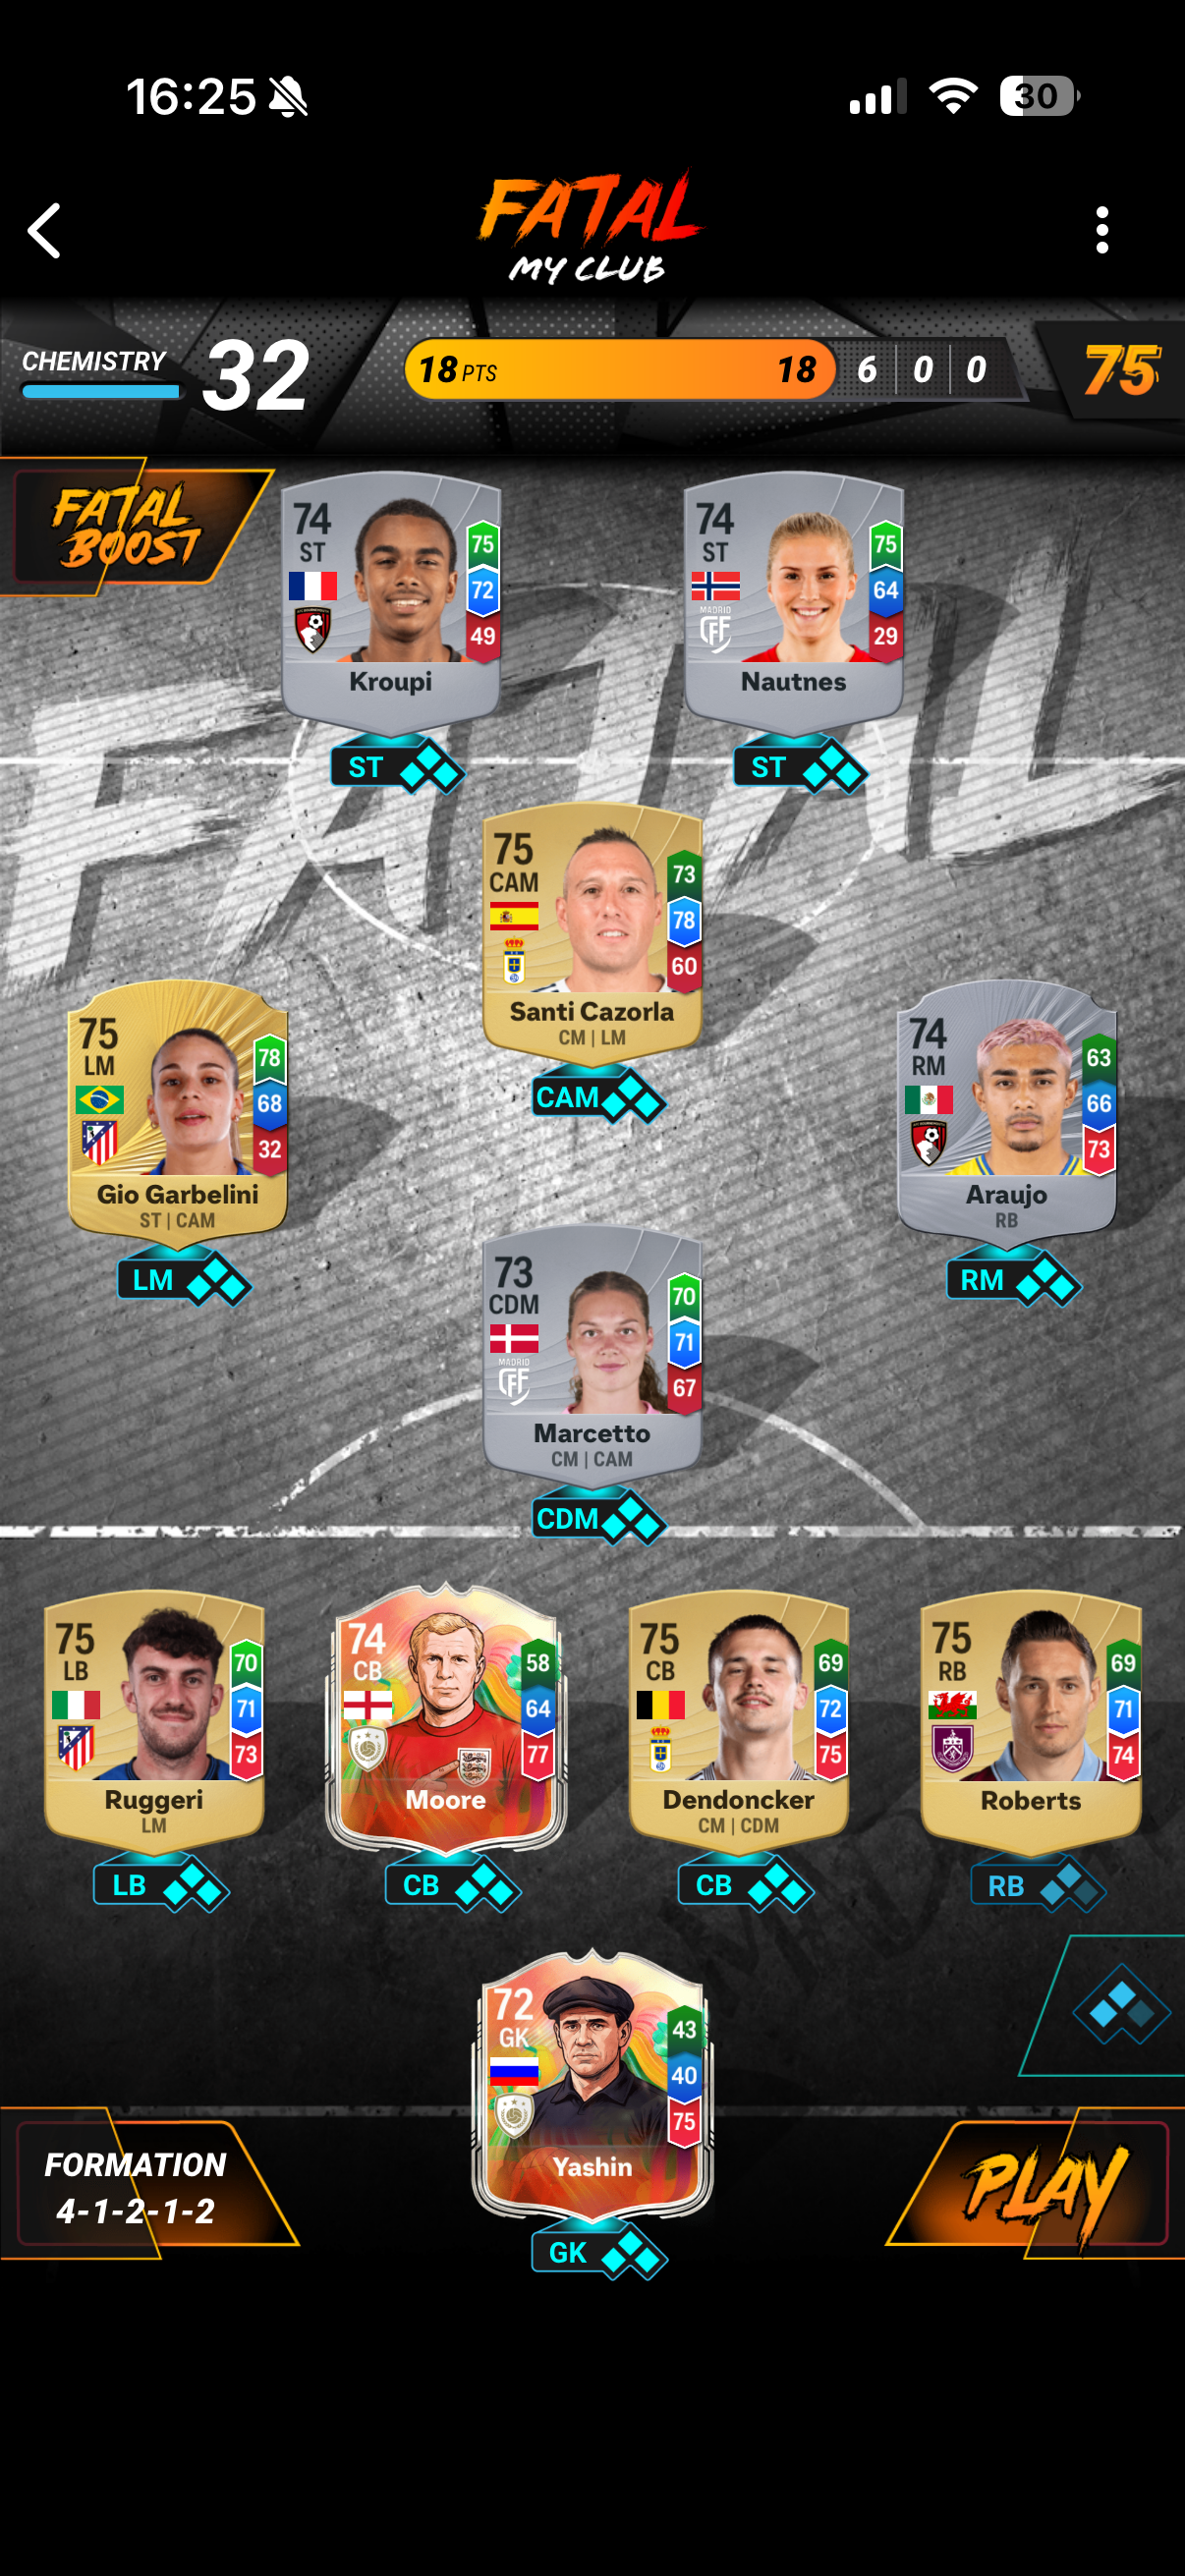 16:25
30
FATAL
MY CLUB
CHEMISTRY 32
18 PTS 18 6 0 0
75
FATAL
BOOST
74
ST
75
72
49
Kroupi
ST
74
ST
MADRID
CFF
75
64
29
Nautnes
ST
75
CAM
73
78
60
Santi Cazorla
CM | LM
CAM
75
LM
78
68
32
Gio Garbelini
ST | CAM
LM
74
RM
63
66
73
Araujo
RB
RM
73
CDM
MADRID
CFF
70
71
67
Marcetto
CM | CAM
CDM
75
LB
70
71
73
Ruggeri
LM
LB
74
CB
58
64
77
Moore
CB
75
CB
69
72
75
Dendoncker
CM | CDM
CB
75
RB
69
71
74
Roberts
RB
72
GK
43
40
75
Yashin
GK
FORMATION
4-1-2-1-2
PLAY
FATAL